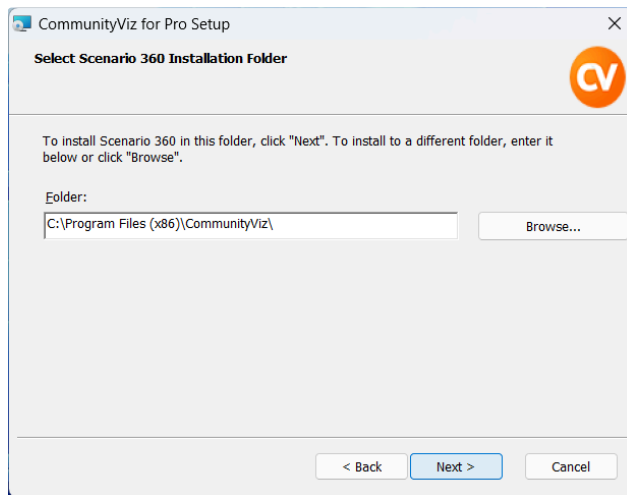 CommunityViz for Pro Setup
Select Scenario 360 Installation Folder
CV
To install Scenario 360 in this folder, click "Next". To install to a different folder, enter it
below or click "Browse".
Folder:
C:\Program Files (x86)\CommunityViz\
Browse...
< Back
Next >
Cancel